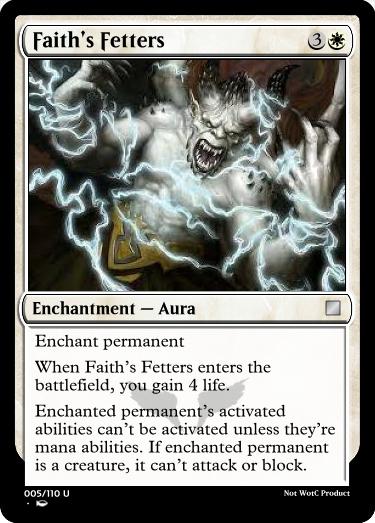 Faith's Fetters 3
Enchantment — Aura
Enchant permanent
When Faith's Fetters enters the
battlefield, you gain 4 life.
Enchanted permanent's activated
abilities can't be activated unless they're
mana abilities. If enchanted permanent
is a creature, it can't attack or block.
005/110 U
Not WotC Product